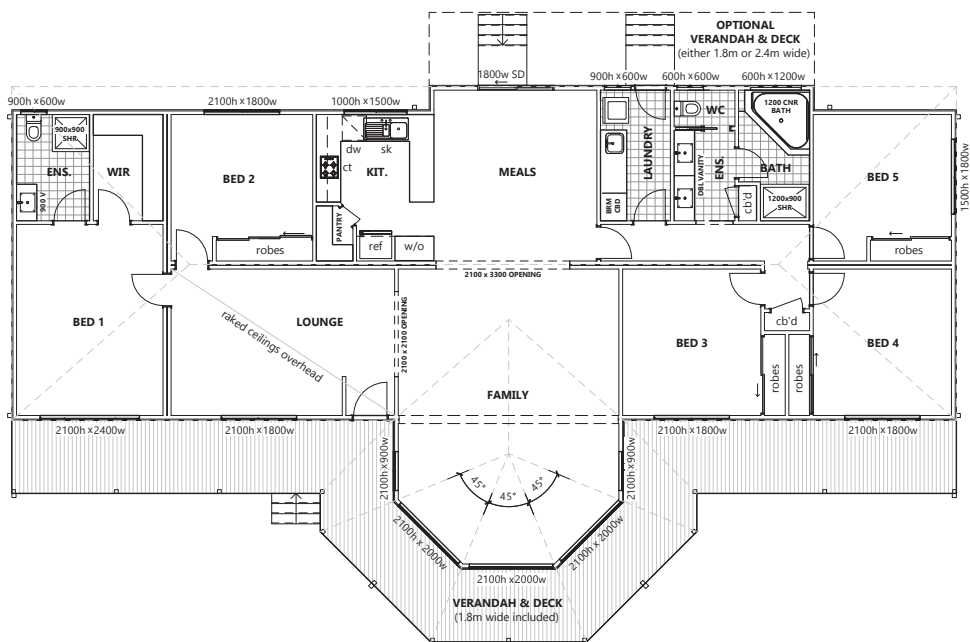 OPTIONAL
VERANDAH & DECK
(either 1.8m or 2.4m wide)
1800w SD
900h x600w
600h x600w
600h x1200w
900h x600w
2100h x1800w
1000h x1500w
900x900
SHR.
ENS.
900 V
WIR
BED 2
robes
dw
sk
ct
KIT.
PANTRY
ref
w/o
MEALS
LAUNDRY
BRM
CBD
WC
DBL VANITY
ENS.
1200 CNR
BATH
BATH
cb'd
1200x900
SHR.
BED 5
robes
1500h x 1800w
2100 x 3300 OPENING
BED 1
raked ceilings overhead
LOUNGE
2100 x 2100 OPENING
FAMILY
BED 3
cb'd
robes
robes
BED 4
2100h x2400w
2100h x1800w
2100h x900w
2100h x900w
2100h x1800w
2100h x1800w
45°
45°
45°
2100h x 2000w
2100h x 2000w
2100h x2000w
VERANDAH & DECK
(1.8m wide included)